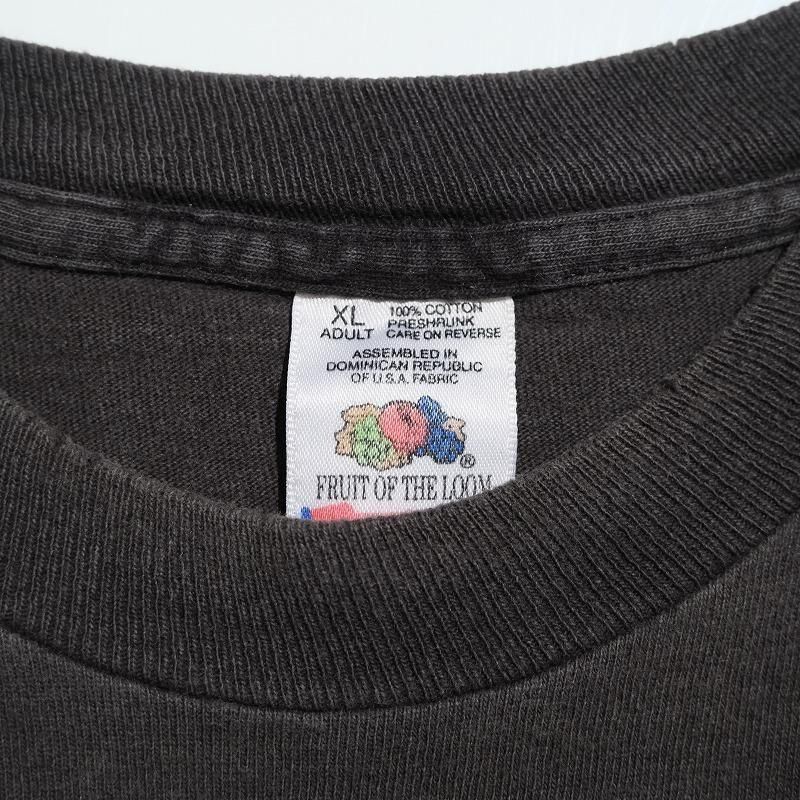 XL
ADULT
100% COTTON
PRESHRUNK
CARE ON REVERSE
ASSEMBLED IN
DOMINICAN REPUBLIC
OF U.S.A. FABRIC
®
FRUIT OF THE LOOM